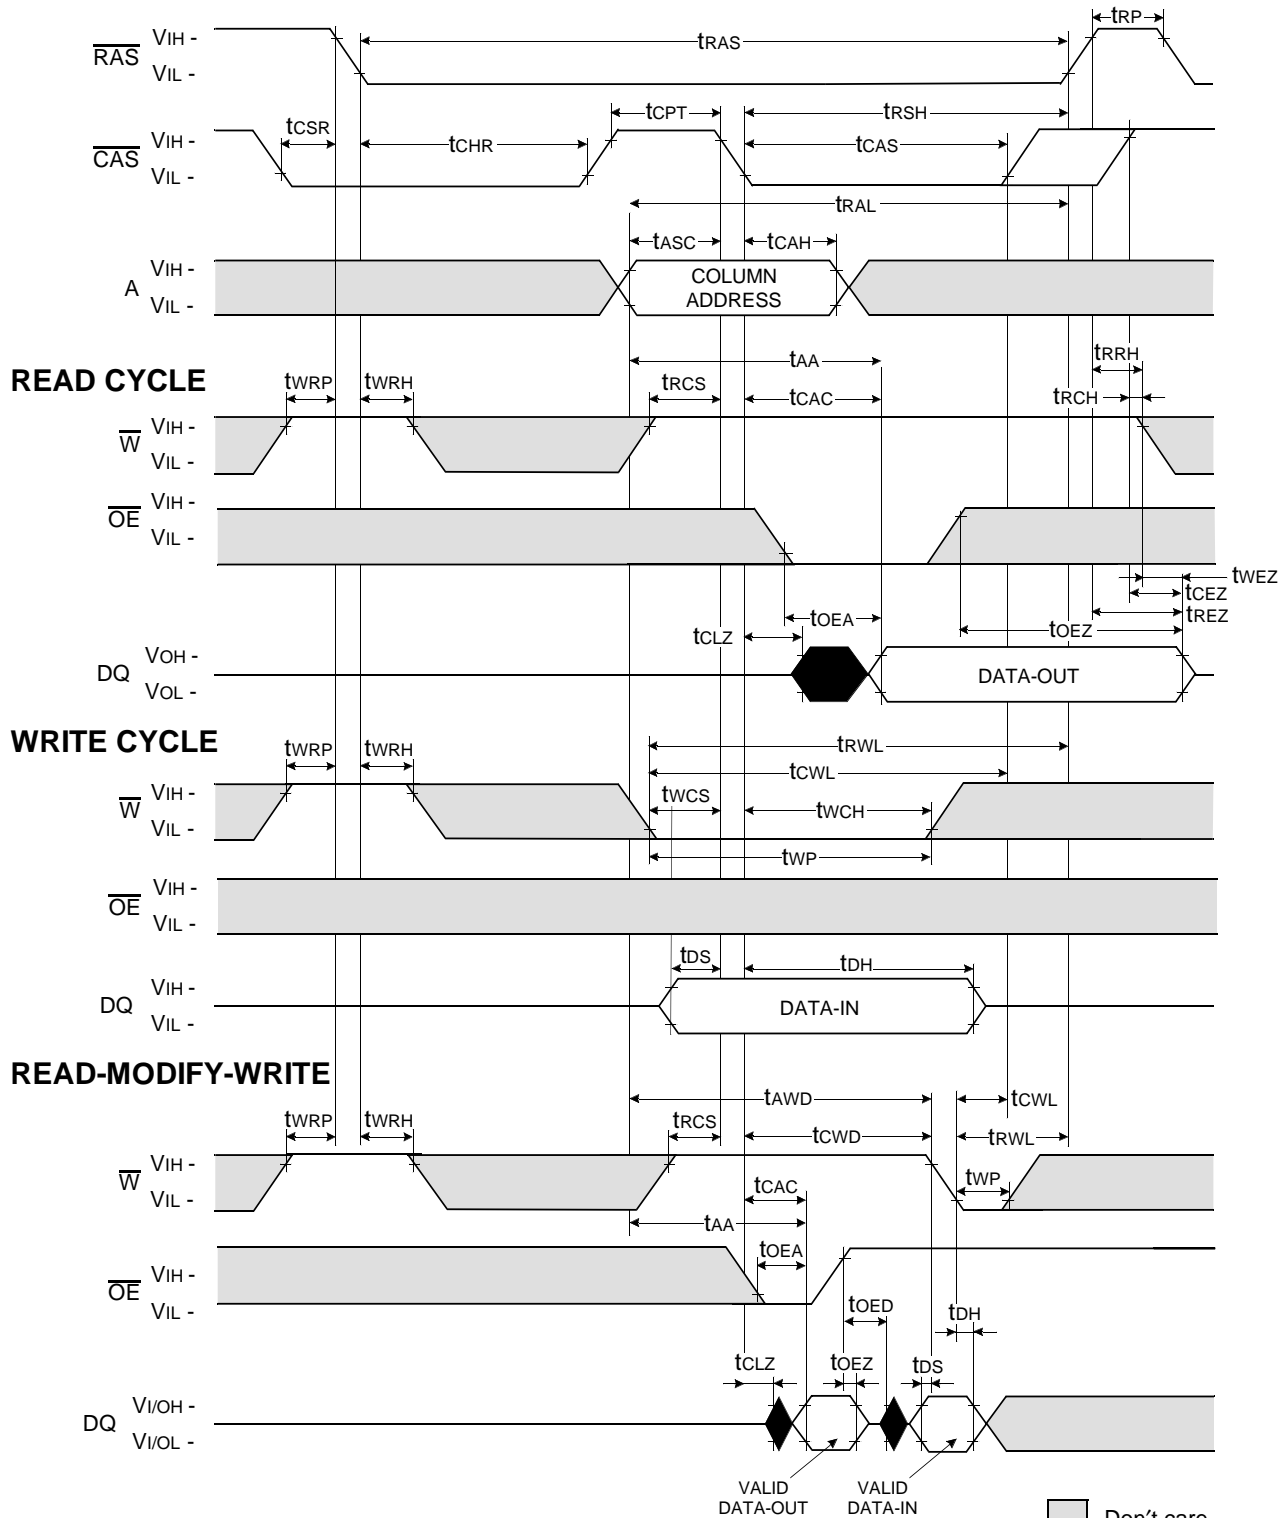 tRP
VIH -
RAS
tRAS
VIL -
tCSR
tCPT
tRSH
VIH -
CAS
tCHR
tCAS
VIL -
tRAL
tASC
tCAH
VIH -
A
COLUMN
ADDRESS
VIL -
tAA
tRRH
READ CYCLE
tWRP
tWRH
tRCS
tCAC
tRCH
VIH -
W
VIL -
VIH -
OE
VIL -
tWEZ
tCEZ
tREZ
tOEA
tCLZ
tOEZ
VOH -
DQ
DATA-OUT
VOL -
WRITE CYCLE
tWRP
tWRH
tRWL
tCWL
VIH -
W
tWCS
tWCH
VIL -
tWP
VIH -
OE
VIL -
tDS
tDH
VIH -
DQ
DATA-IN
VIL -
READ-MODIFY-WRITE
tAWD
tCWL
tWRP
tWRH
tRCS
tCWD
tRWL
VIH -
W
tWP
VIL -
tCAC
tAA
tOEA
VIH -
OE
VIL -
tOED
tDH
tCLZ
tOEZ
tDS
VI/OH -
DQ
VI/OL -
VALID
DATA-OUT
VALID
DATA-IN
Don't care